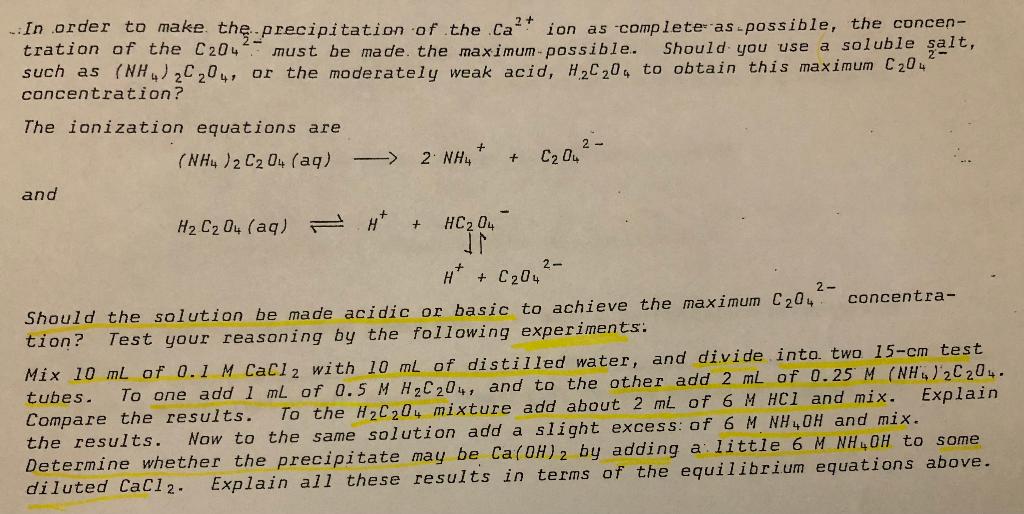 In order to make the precipitation of the Ca²⁺ ion as complete as possible, the concen-
tration of the C₂O₄²⁻ must be made the maximum possible. Should you use a soluble salt,
such as (NH₄)₂C₂O₄, or the moderately weak acid, H₂C₂O₄ to obtain this maximum C₂O₄²⁻
concentration?
The ionization equations are
(NH₄)₂C₂O₄(aq) ⟶ 2 NH₄⁺ + C₂O₄²⁻
and
H₂C₂O₄(aq) ⇌ H⁺ + HC₂O₄⁻
⇅
H⁺ + C₂O₄²⁻
Should the solution be made acidic or basic to achieve the maximum C₂O₄²⁻ concentra-
tion? Test your reasoning by the following experiments:
Mix 10 mL of 0.1 M CaCl₂ with 10 mL of distilled water, and divide into two 15-cm test
tubes. To one add 1 mL of 0.5 M H₂C₂O₄, and to the other add 2 mL of 0.25 M (NH₄)₂C₂O₄.
Compare the results. To the H₂C₂O₄ mixture add about 2 mL of 6 M HCl and mix. Explain
the results. Now to the same solution add a slight excess of 6 M NH₄OH and mix.
Determine whether the precipitate may be Ca(OH)₂ by adding a little 6 M NH₄OH to some
diluted CaCl₂. Explain all these results in terms of the equilibrium equations above.